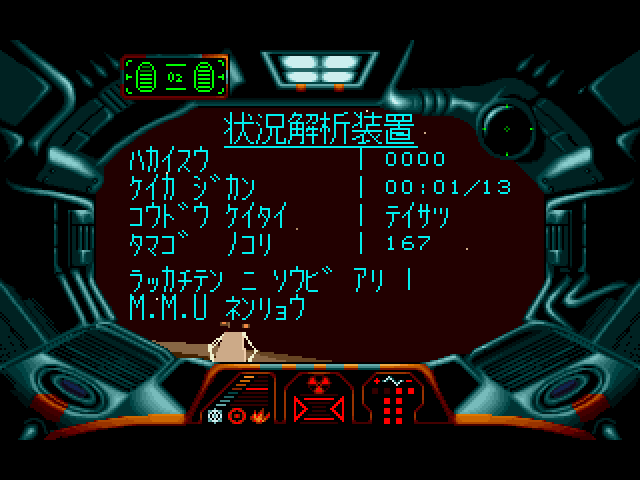 02
状況解析装置
ハカイスウ | 0000
ケイカ ジカン | 00:01/13
コウドウ ケイタイ | テイサツ
タマゴ ノコリ | 167
ラッカチテン ニ ソウビ アリ |
M.M.U ネンリョウ